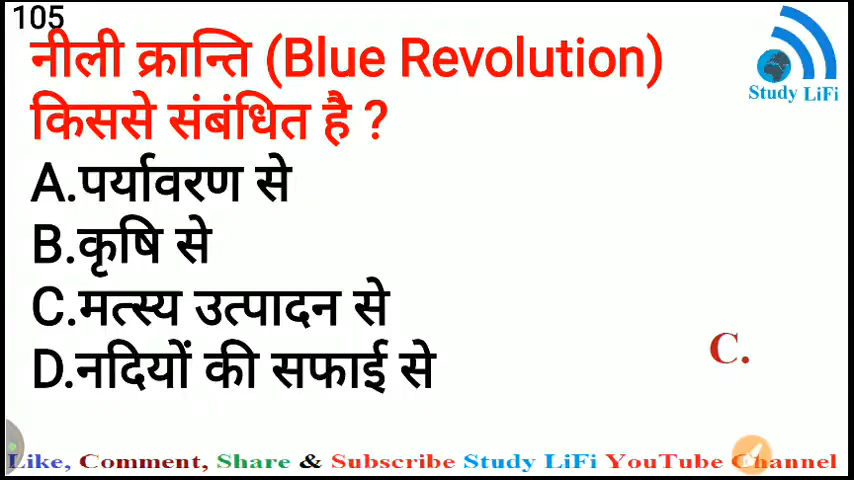 105
नीली क्रान्ति (Blue Revolution)
किससे संबंधित है ?
A.पर्यावरण से
B.कृषि से
C.मत्स्य उत्पादन से
D.नदियों की सफाई से
Study LiFi
C.
Like, Comment, Share & Subscribe Study LiFi YouTube Channel